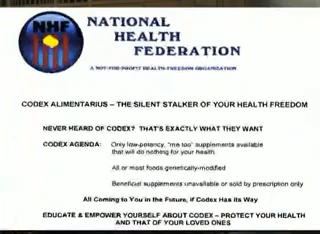 NHF
NATIONAL
HEALTH
FEDERATION
A NOT-FOR-PROFIT HEALTH-FREEDOM ORGANIZATION
CODEX ALIMENTARIUS – THE SILENT STALKER OF YOUR HEALTH FREEDOM
NEVER HEARD OF CODEX? THAT'S EXACTLY WHAT THEY WANT
CODEX AGENDA: Only low-potency, "me too" supplements available
that will do nothing for your health
All or most foods genetically-modified
Beneficial supplements unavailable or sold by prescription only
All Coming to You in the Future, if Codex Has its Way
EDUCATE & EMPOWER YOURSELF ABOUT CODEX – PROTECT YOUR HEALTH
AND THAT OF YOUR LOVED ONES